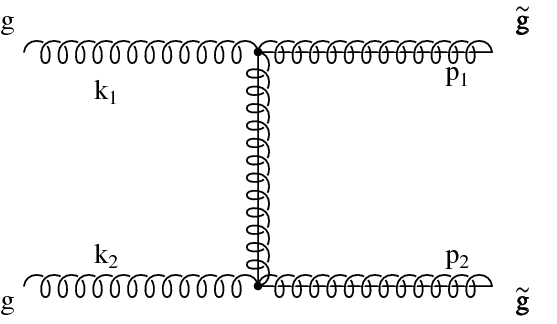 g g̃
k₁ p₁
k₂ p₂
g g̃